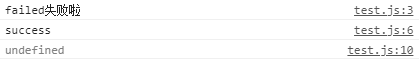 failed失败啦 test.js:3
success test.js:6
undefined test.js:10